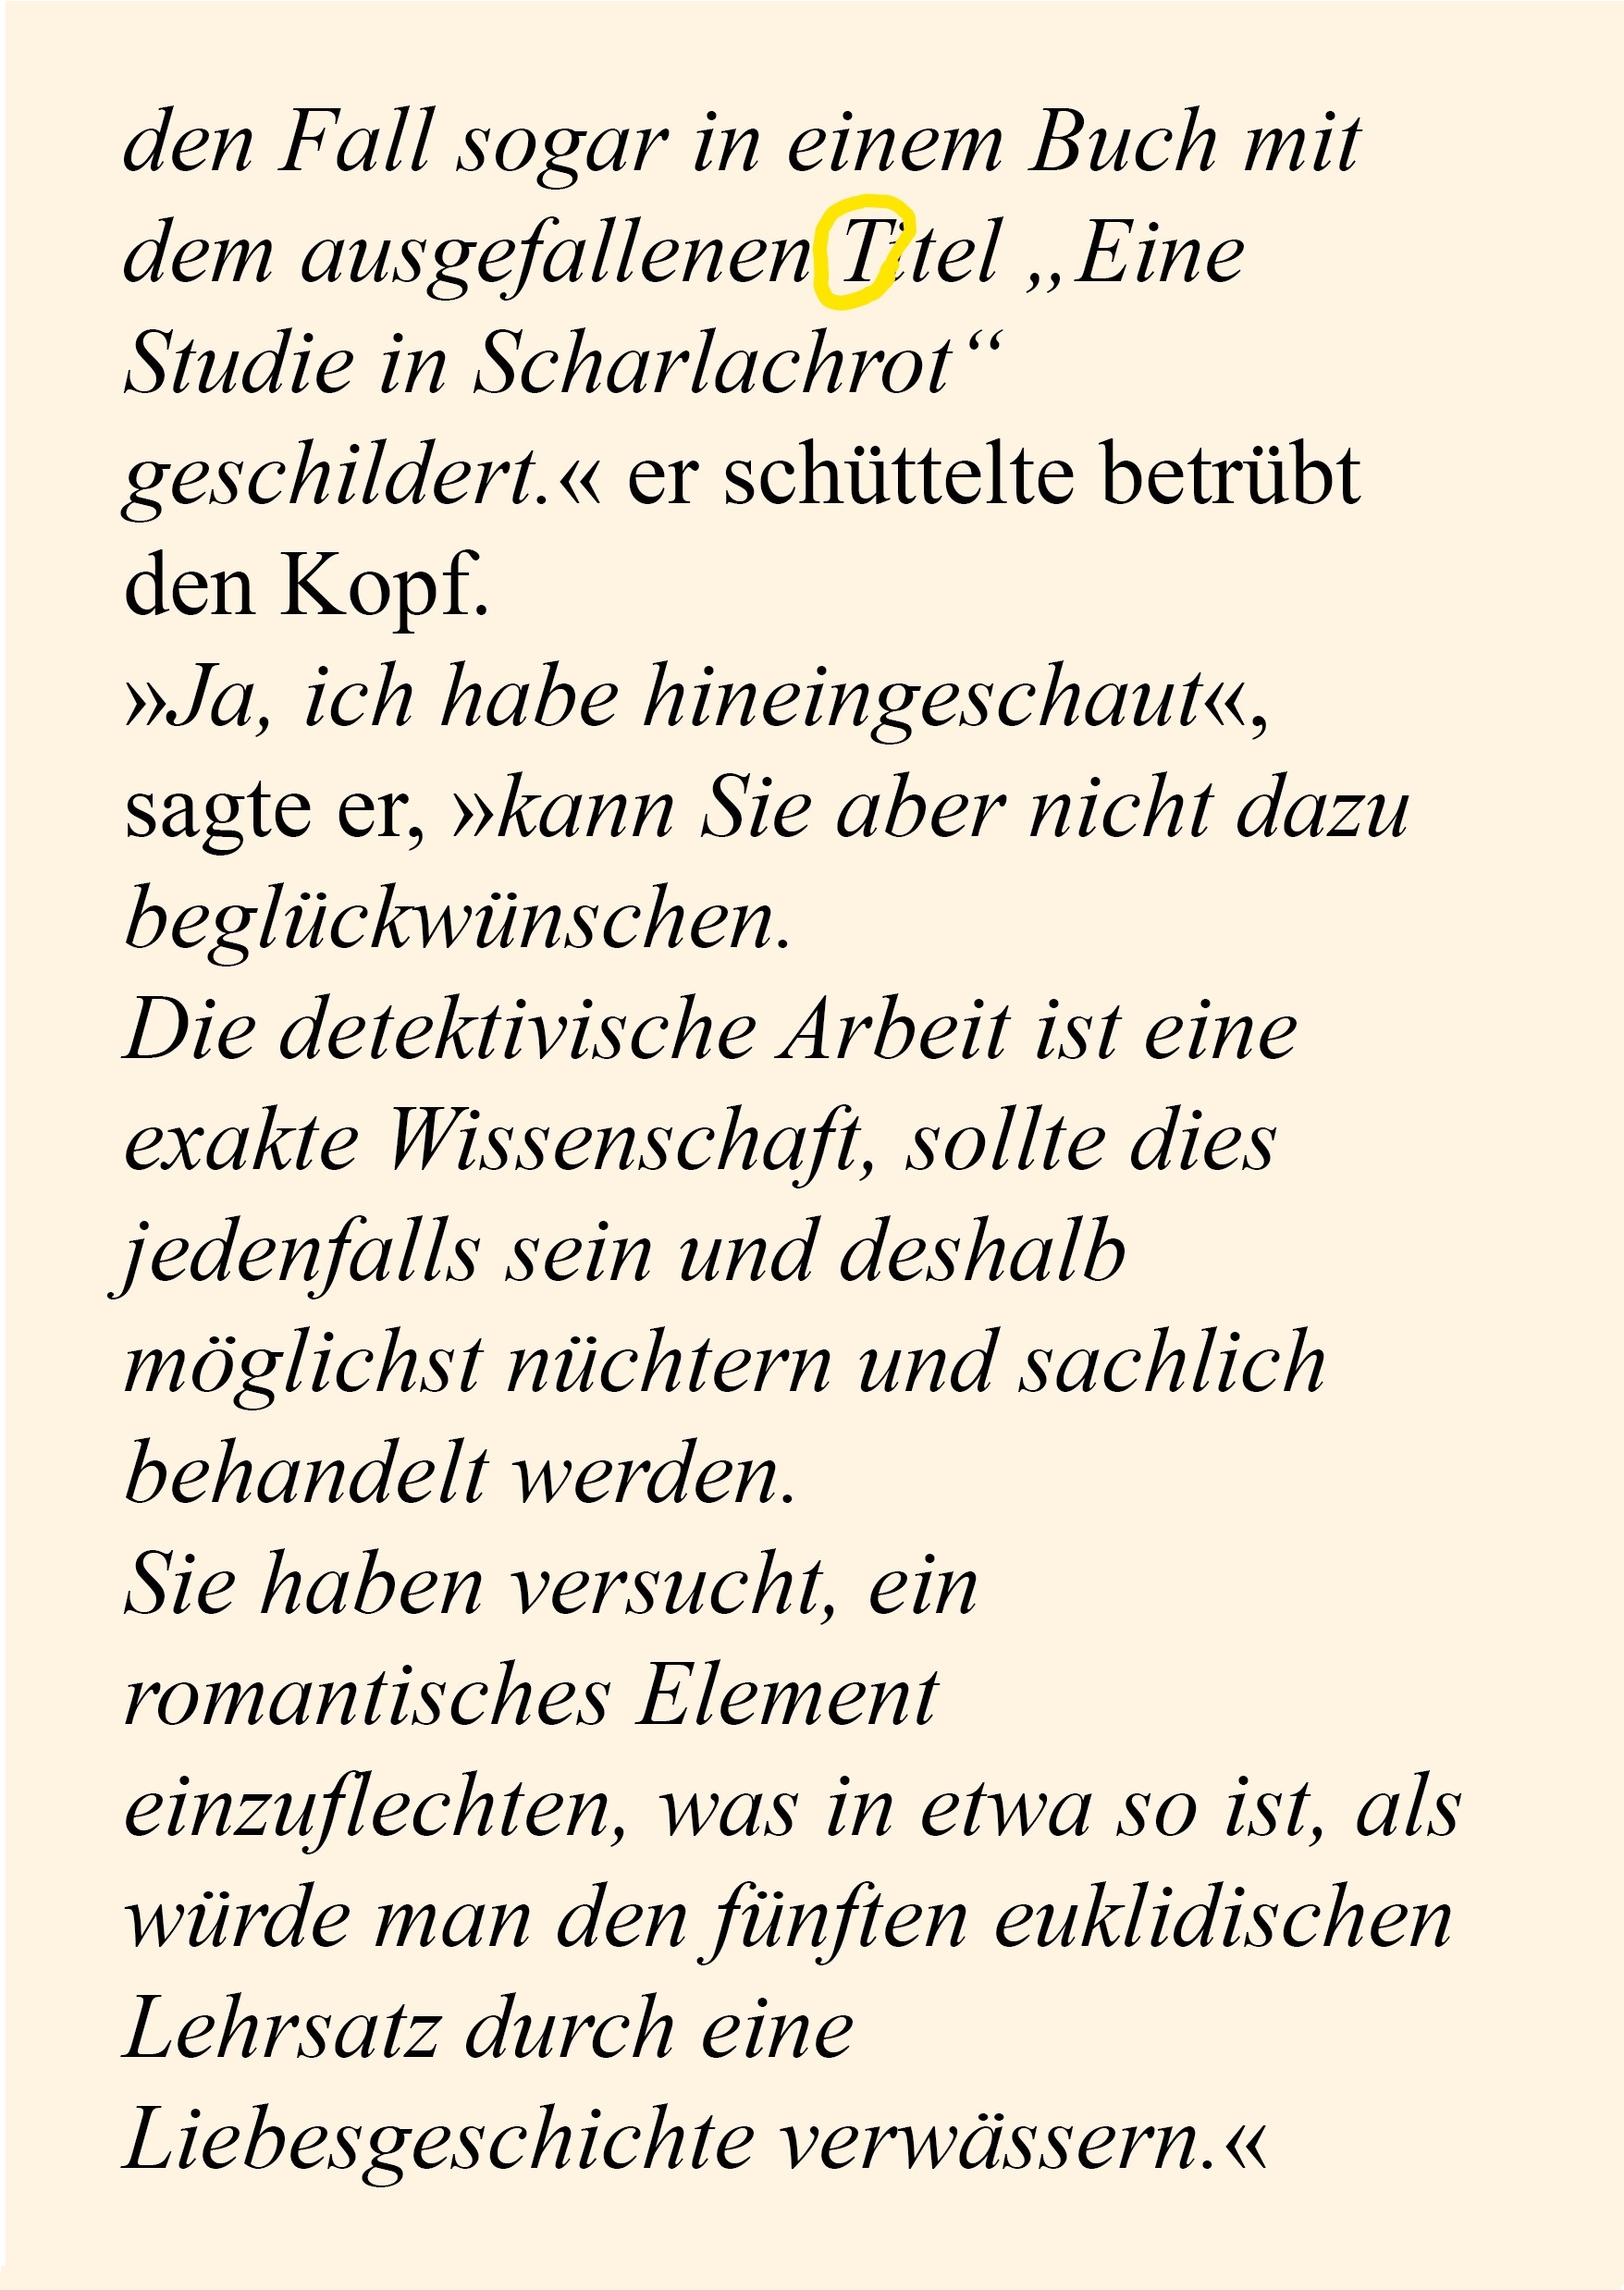 den Fall sogar in einem Buch mit
dem ausgefallenen Titel „Eine
Studie in Scharlachrot“
geschildert.« er schüttelte betrübt
den Kopf.
»Ja, ich habe hineingeschaut«,
sagte er, »kann Sie aber nicht dazu
beglückwünschen.
Die detektivische Arbeit ist eine
exakte Wissenschaft, sollte dies
jedenfalls sein und deshalb
möglichst nüchtern und sachlich
behandelt werden.
Sie haben versucht, ein
romantisches Element
einzuflechten, was in etwa so ist, als
würde man den fünften euklidischen
Lehrsatz durch eine
Liebesgeschichte verwässern.«